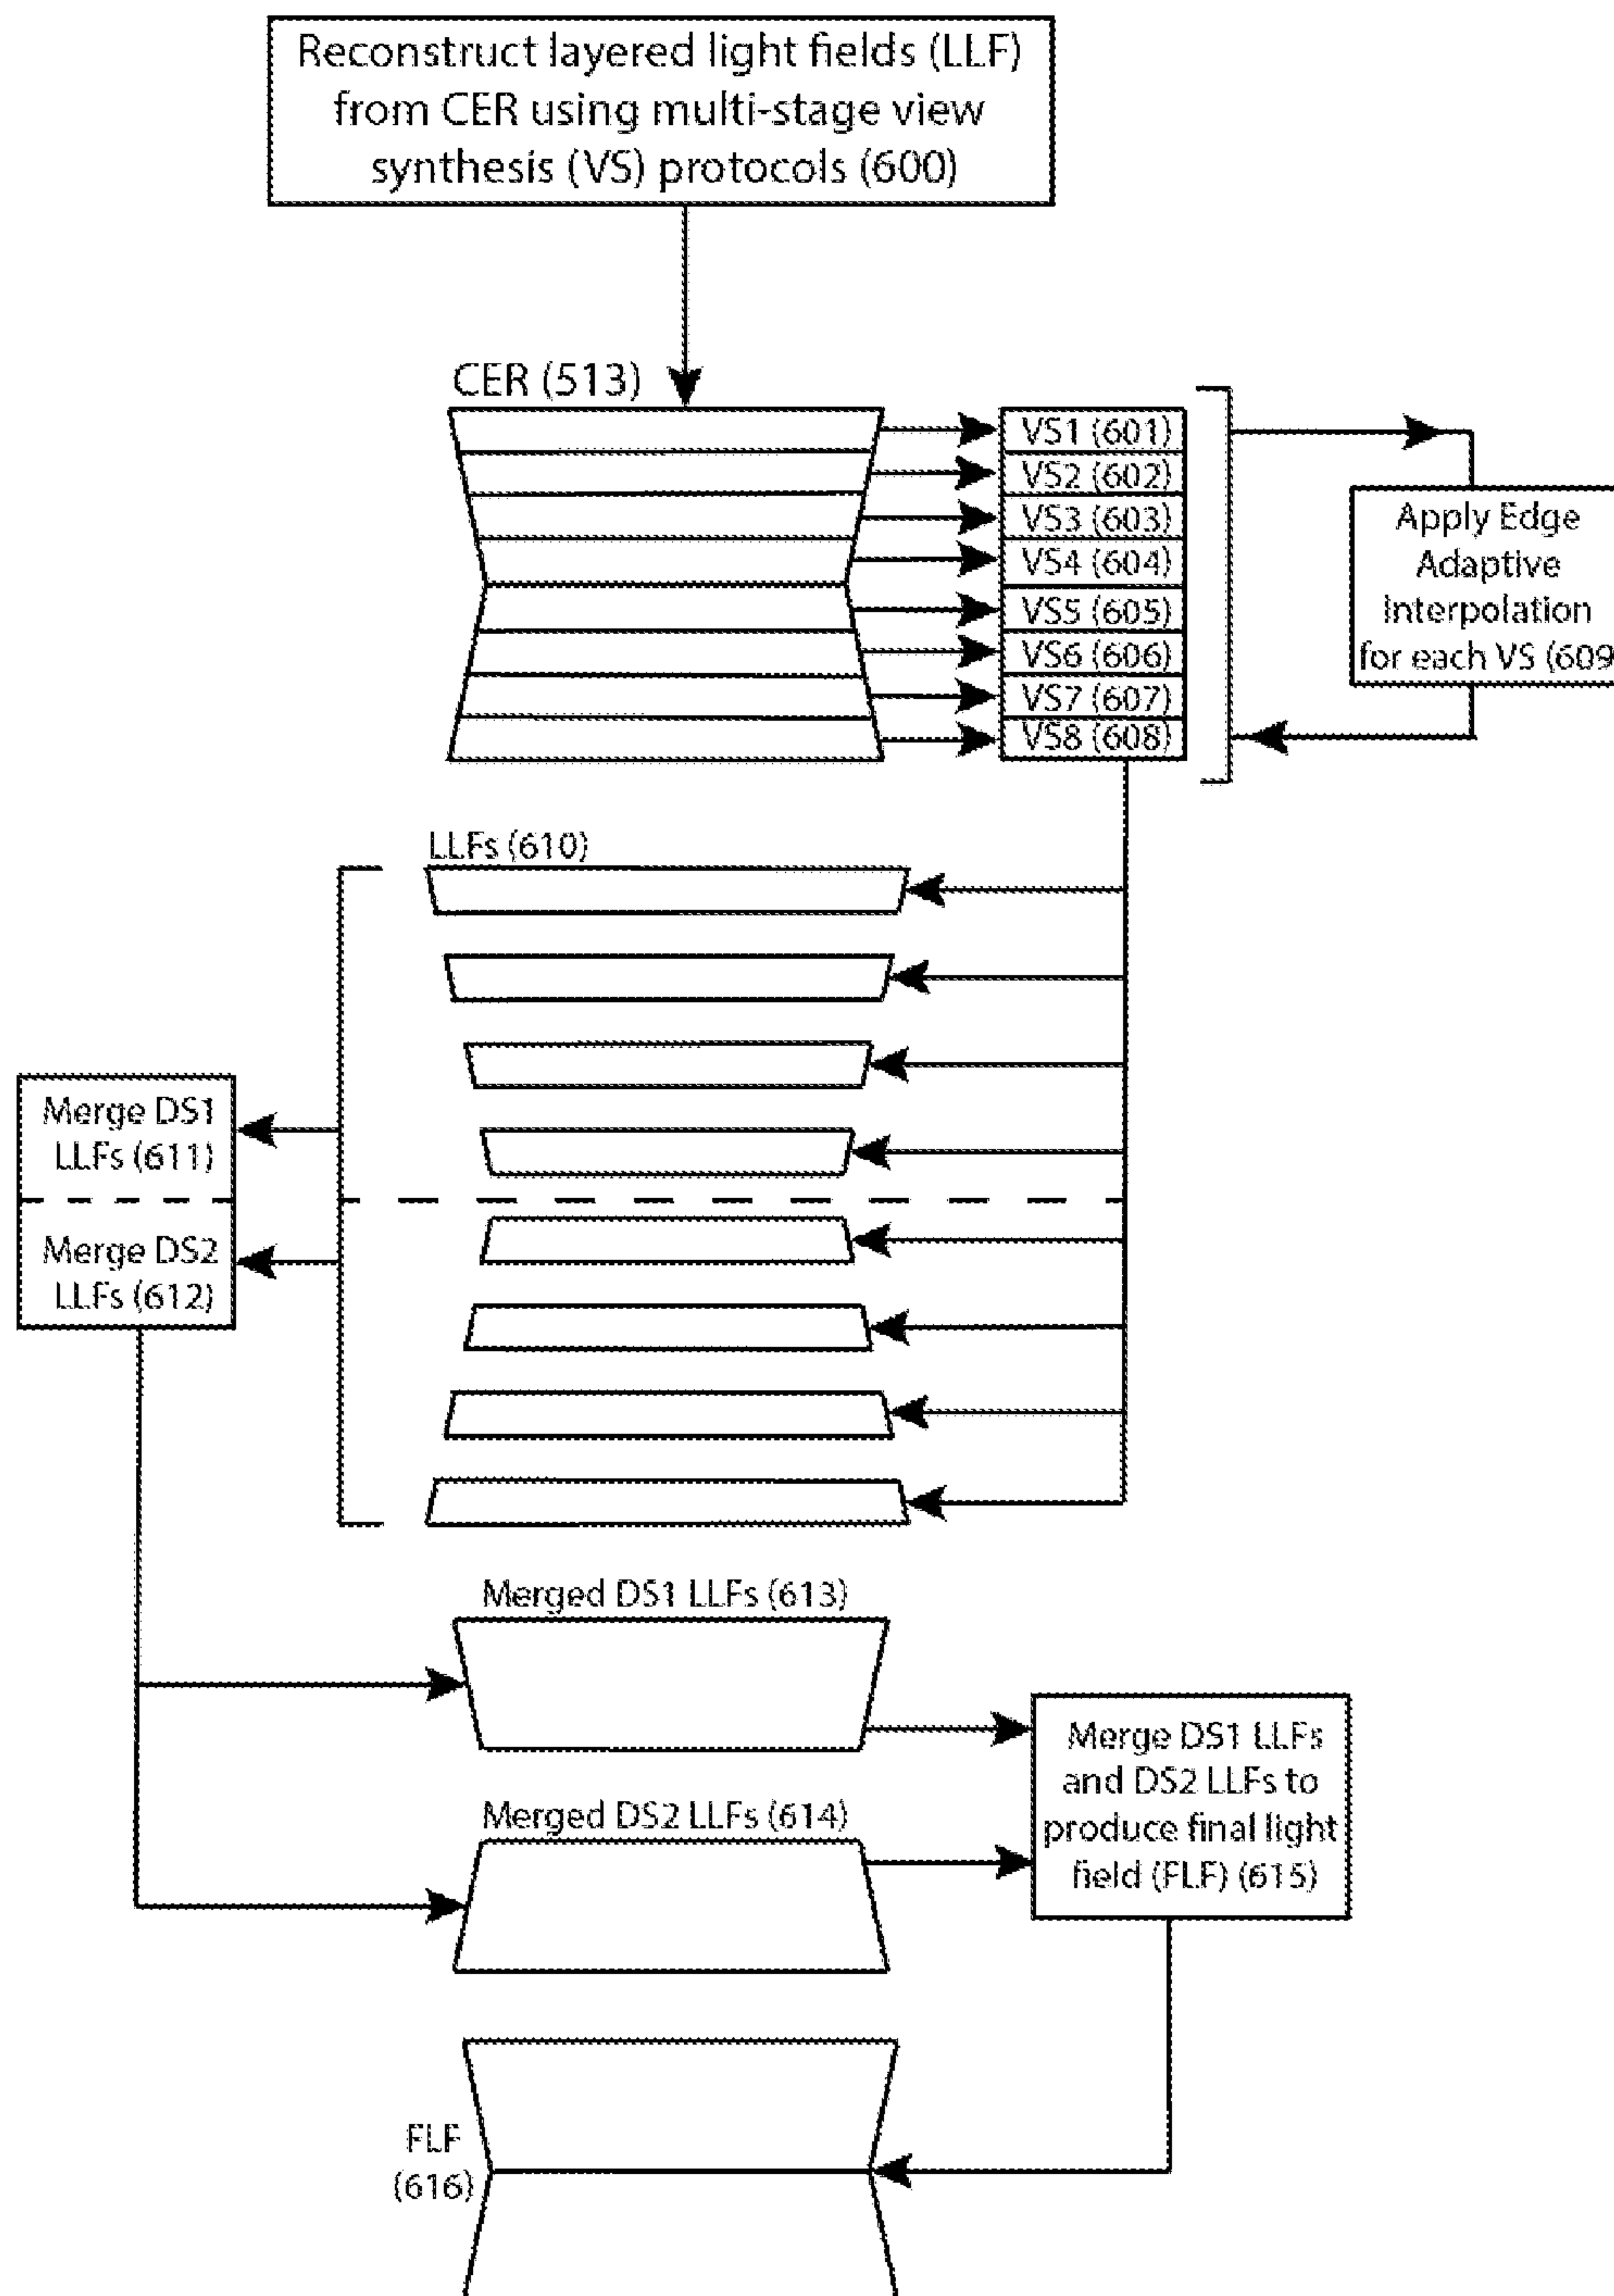 Reconstruct layered light fields (LLF)
from CER using multi-stage view
synthesis (VS) protocols (600)
CER (513)
VS1 (601)
VS2 (602)
VS3 (603)
VS4 (604)
VS5 (605)
VS6 (606)
VS7 (607)
VS8 (608)
Apply Edge
Adaptive
Interpolation
for each VS (609
LLFs (610)
Merge DS1
LLFs (611)
Merge DS2
LLFs (612)
Merged DS1 LLFs (613)
Merged DS2 LLFs (614)
Merge DS1 LLFs
and DS2 LLFs to
produce final light
field (FLF) (615)
FLF
(616)